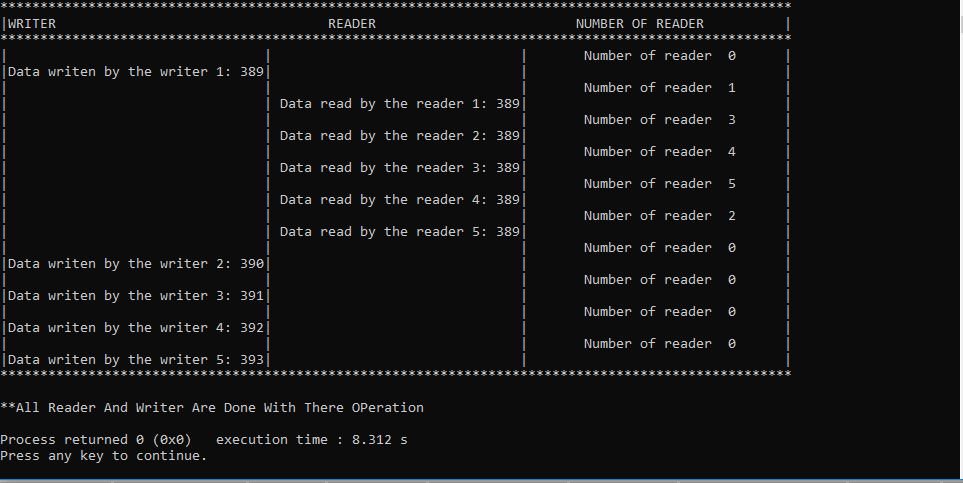 *******************************************************************************************
|WRITER READER NUMBER OF READER |
*******************************************************************************************
| | | Number of reader 0 |
|Data writen by the writer 1: 389| | |
| | | Number of reader 1 |
| | Data read by the reader 1: 389| |
| | | Number of reader 3 |
| | Data read by the reader 2: 389| |
| | | Number of reader 4 |
| | Data read by the reader 3: 389| |
| | | Number of reader 5 |
| | Data read by the reader 4: 389| |
| | | Number of reader 2 |
| | Data read by the reader 5: 389| |
| | | Number of reader 0 |
|Data writen by the writer 2: 390| | |
| | | Number of reader 0 |
|Data writen by the writer 3: 391| | |
| | | Number of reader 0 |
|Data writen by the writer 4: 392| | |
| | | Number of reader 0 |
|Data writen by the writer 5: 393| | |
*******************************************************************************************
**All Reader And Writer Are Done With There OPeration
Process returned 0 (0x0) execution time : 8.312 s
Press any key to continue.